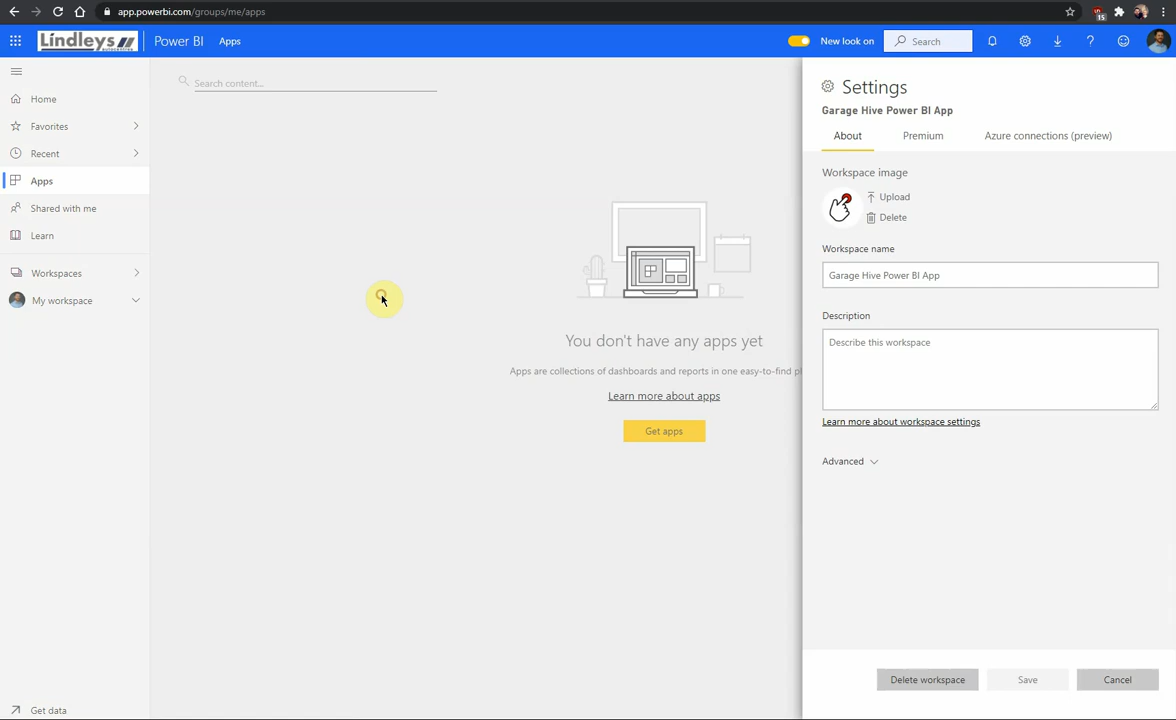 app.powerbi.com/groups/me/apps
15
Lindleys
Power BI
Apps
New look on
Search
Search content...
Home
Favorites
Recent
Apps
Shared with me
Learn
Workspaces
My workspace
Get data
You don't have any apps yet
Apps are collections of dashboards and reports in one easy-to-find
Learn more about apps
Get apps
Settings
Garage Hive Power BI App
About
Premium
Azure connections (preview)
Workspace image
Upload
Delete
Workspace name
Garage Hive Power BI App
Description
Describe this workspace
Learn more about workspace settings
Advanced
Delete workspace
Save
Cancel